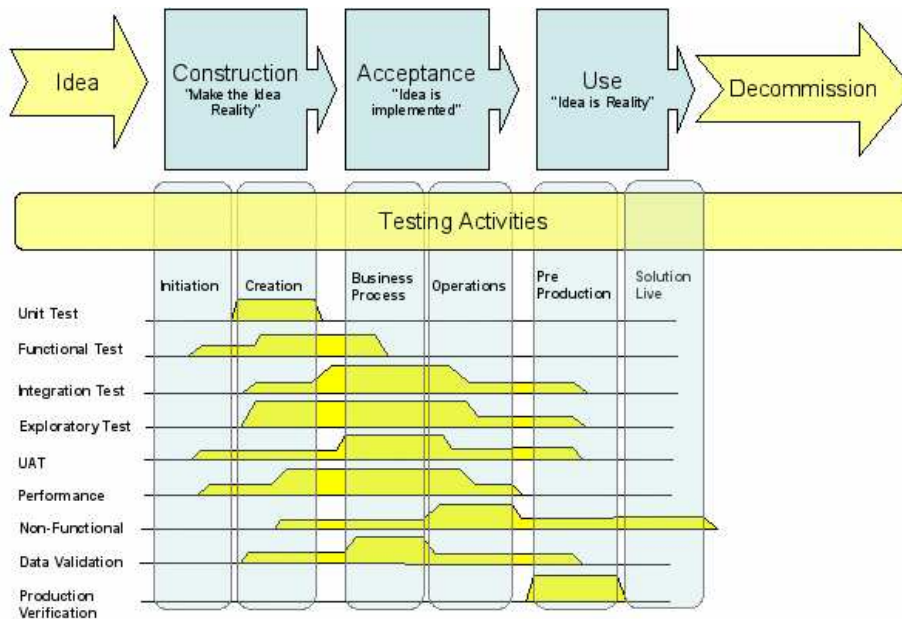 Idea
Construction
"Make the Idea
Reality"
Acceptance
"Idea is
implemented"
Use
"Idea is Reality"
Decommission
Testing Activities
Initiation
Creation
Business
Process
Operations
Pre
Production
Solution
Live
Unit Test
Functional Test
Integration Test
Exploratory Test
UAT
Performance
Non-Functional
Data Validation
Production
Verification